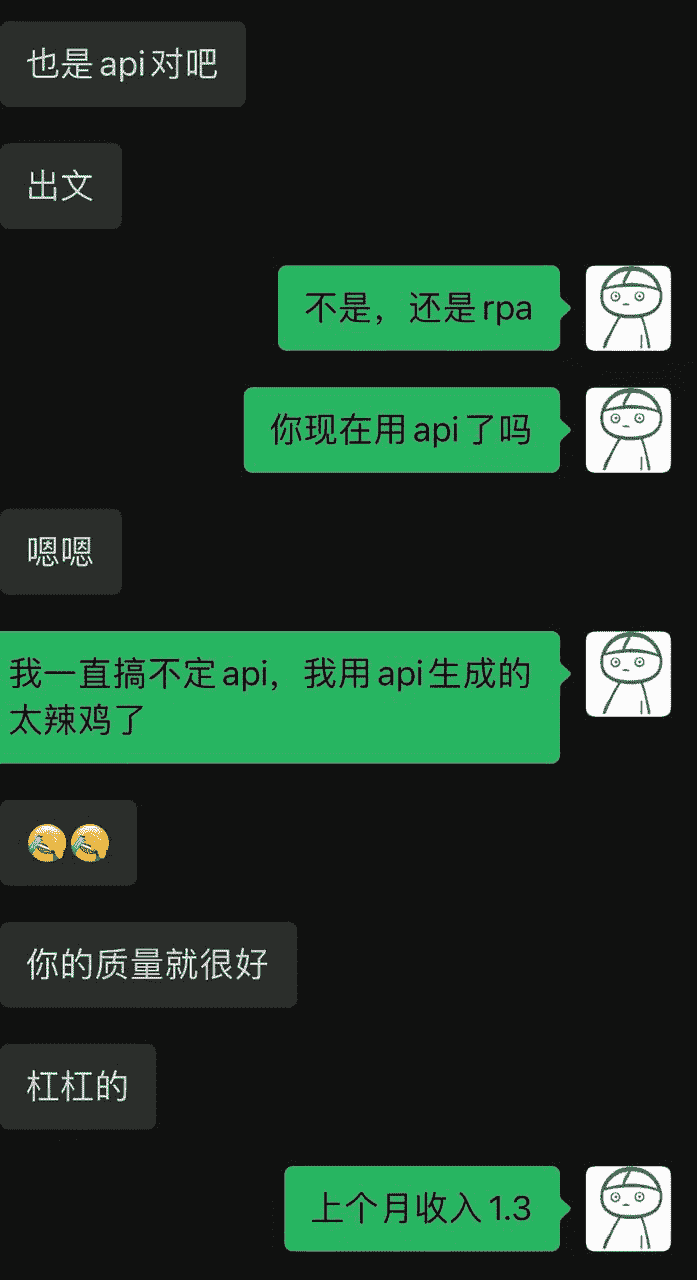 也是api对吧
出文
不是，还是rpa
你现在用api了吗
嗯嗯
我一直搞不定api，我用api生成的
太辣鸡了
你的质量就很好
杠杠的
上个月收入1.3